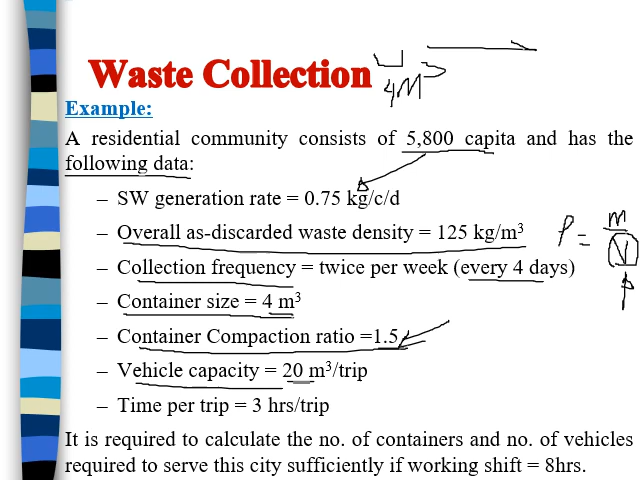 Waste Collection
4M
Example:
A residential community consists of 5,800 capita and has the
following data:
– SW generation rate = 0.75 kg/c/d
– Overall as-discarded waste density = 125 kg/m³
– Collection frequency = twice per week (every 4 days)
– Container size = 4 m³
– Container Compaction ratio =1.5
– Vehicle capacity = 20 m³/trip
– Time per trip = 3 hrs/trip
It is required to calculate the no. of containers and no. of vehicles
required to serve this city sufficiently if working shift = 8hrs.